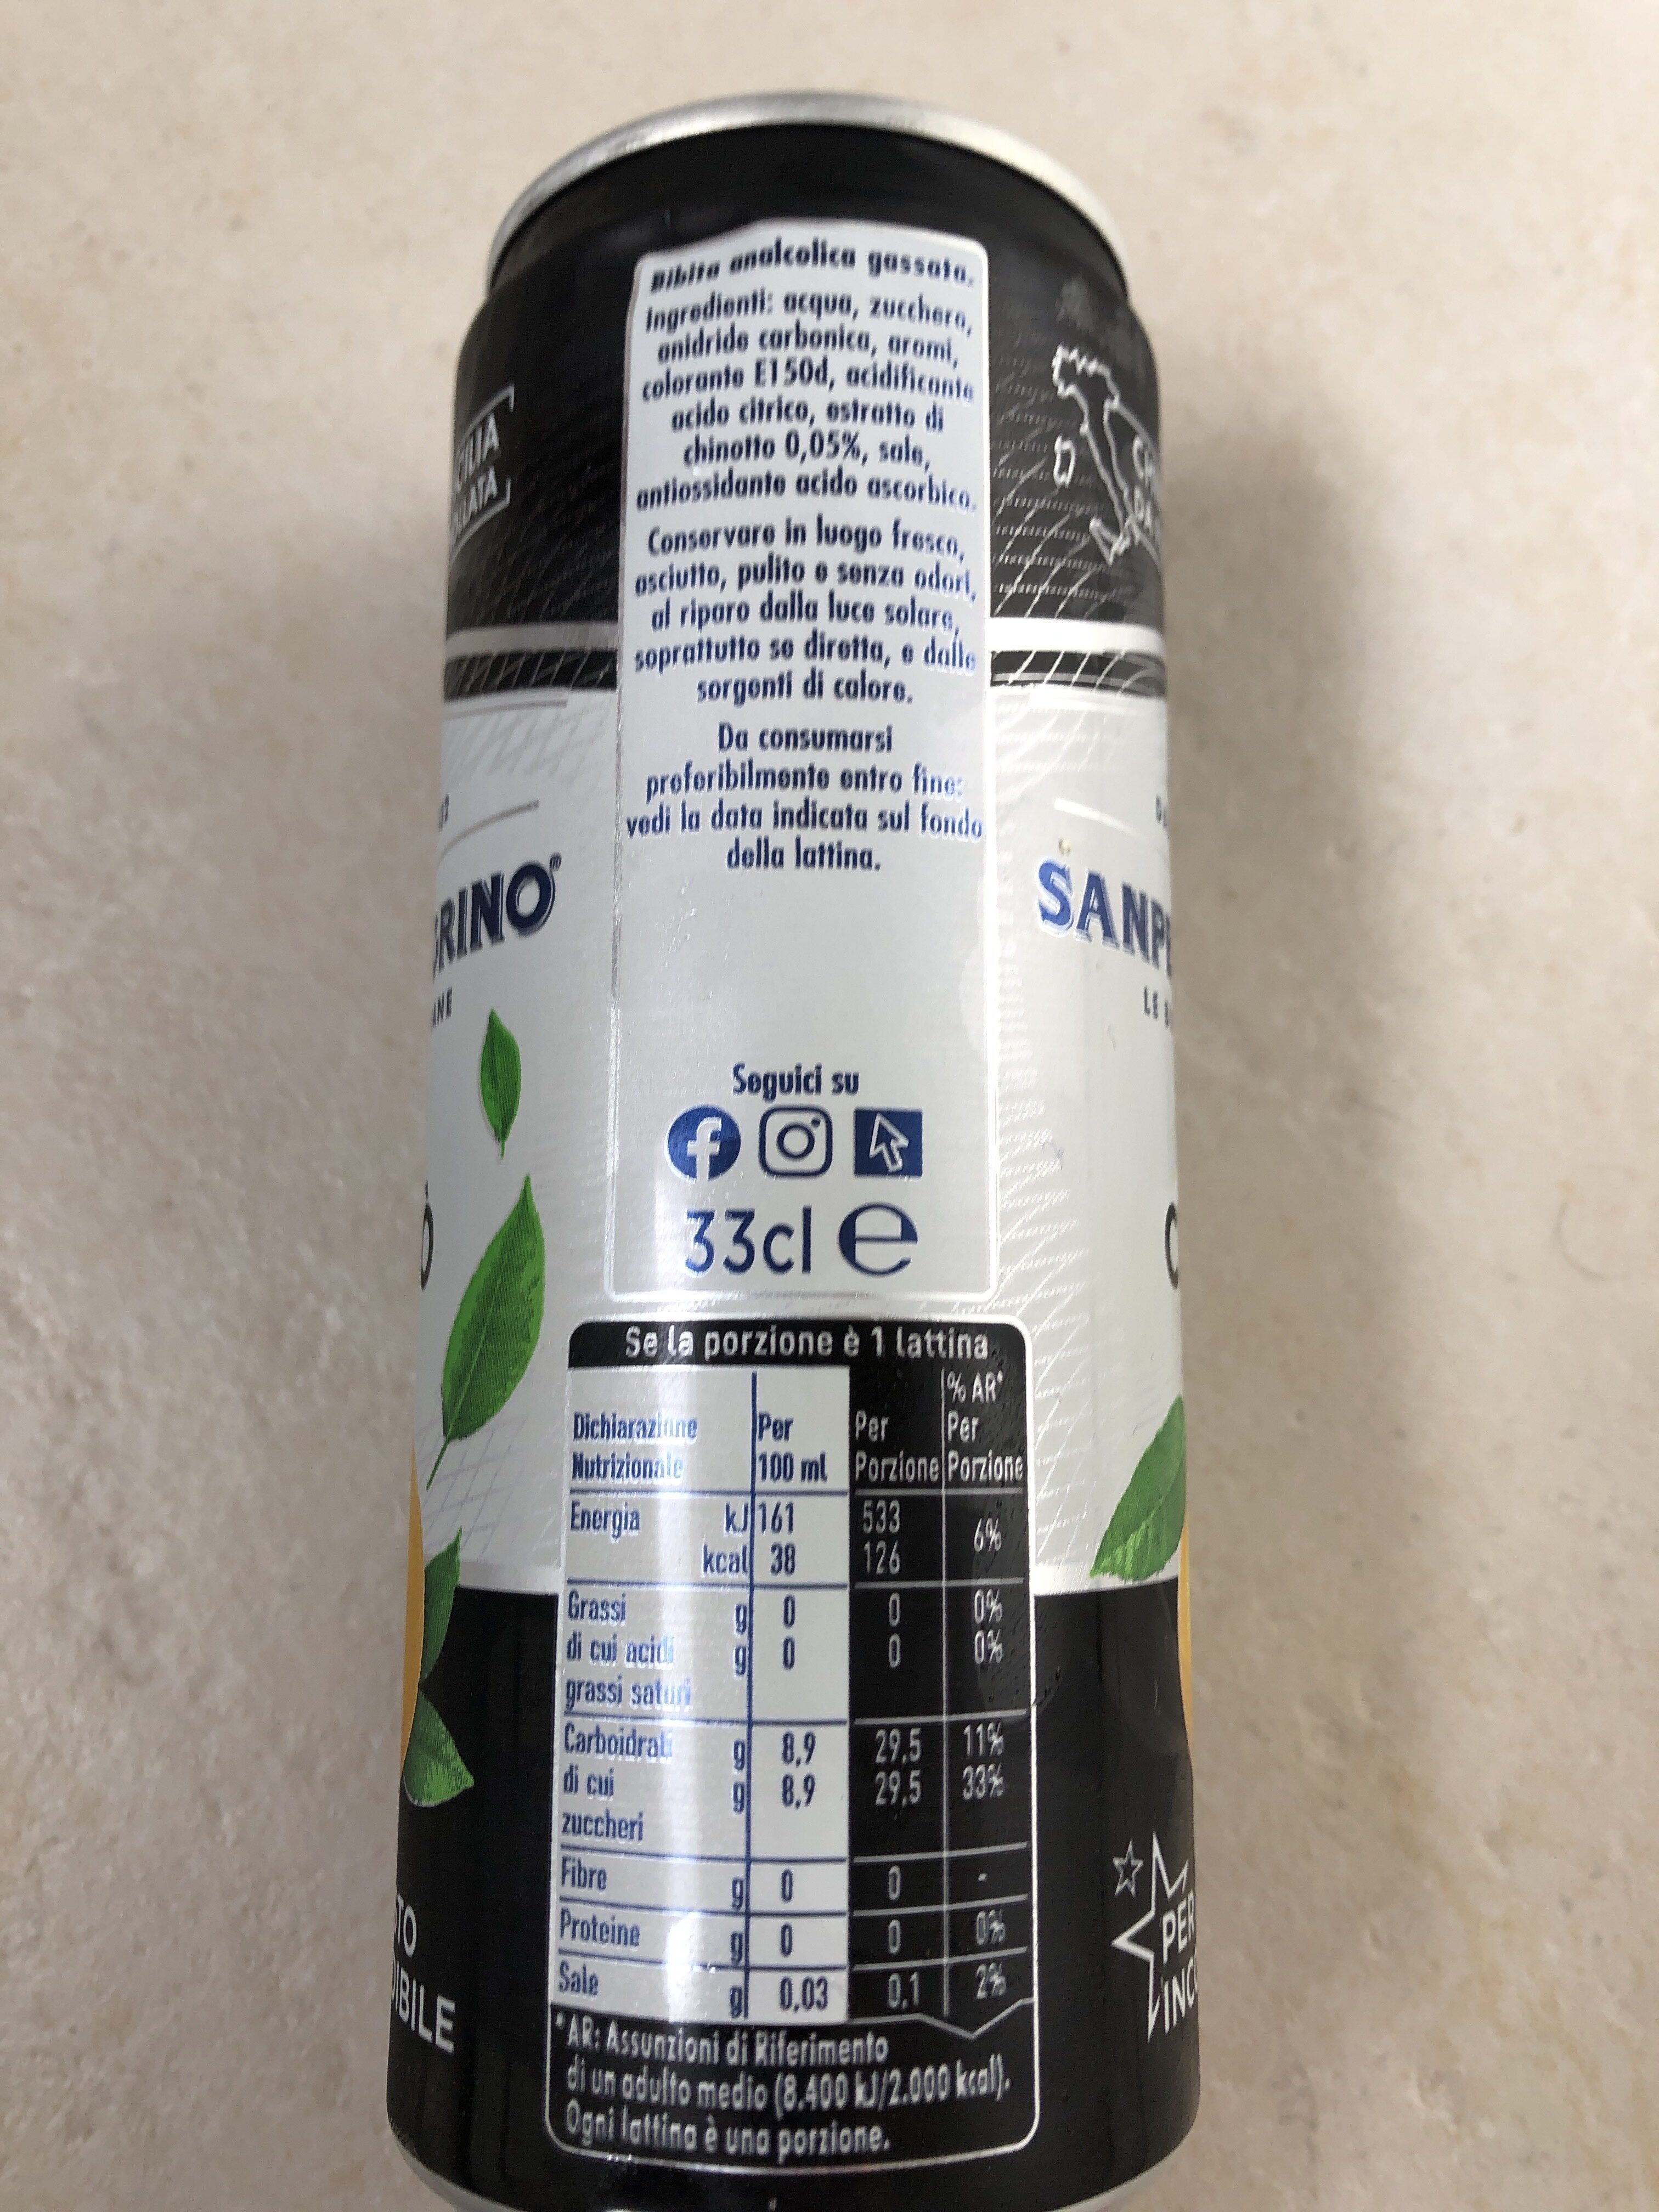 Bibita analcolica gassata.
Ingredienti: acqua, zucchero,
anidride carbonica, aromi,
colorante E150d, acidificante
acido citrico, estratto di
chinotto 0,05%, sale,
antiossidante acido ascorbico.
Conservare in luogo fresco,
asciutto, pulito e senza odori,
al riparo dalla luce solare,
soprattutto se diretta, e dalle
sorgenti di calore.
Da consumarsi
preferibilmente entro fine:
vedi la data indicata sul fondo
della lattina.
Seguici su
33cl e
Se la porzione è 1 lattina
Dichiarazione Nutrizionale Per 100 ml Per Porzione % AR* Per Porzione
Energia kJ 161 533 6%
kcal 38 126
Grassi g 0 0 0%
di cui acidi g 0 0 0%
grassi saturi
Carboidrati g 8,9 29,5 11%
di cui g 8,9 29,5 33%
zuccheri
Fibre g 0 0 -
Proteine g 0 0 0%
Sale g 0,03 0,1 2%
*AR: Assunzioni di Riferimento
di un adulto medio (8.400 kJ/2.000 kcal).
Ogni lattina è una porzione.
RINO®
SANPE
LE B
PER